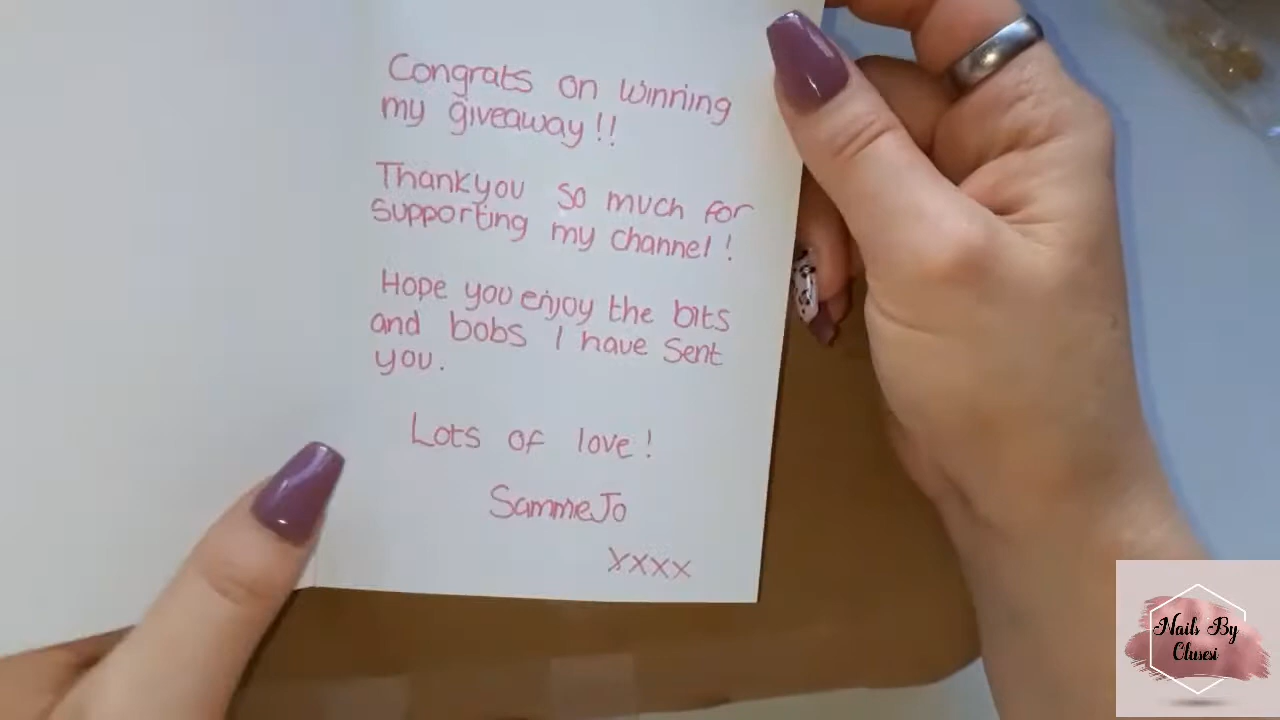 Congrats on winning
my giveaway!!
Thankyou so much for
supporting my channel!
Hope you enjoy the bits
and bobs I have sent
you.
Lots of love!
SammeJo
xxxx
Nails By
Olusesi